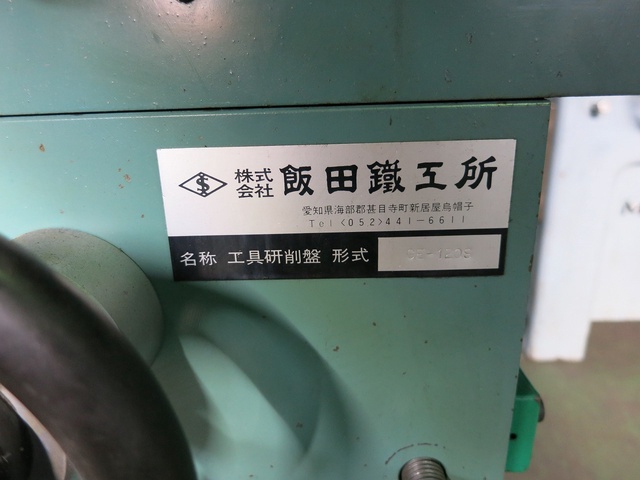 株式会社 飯田鐵工所
愛知県海部郡甚目寺町新居屋鳥帽子
Tel〈052〉441-6611
名称 工具研削盤 形式